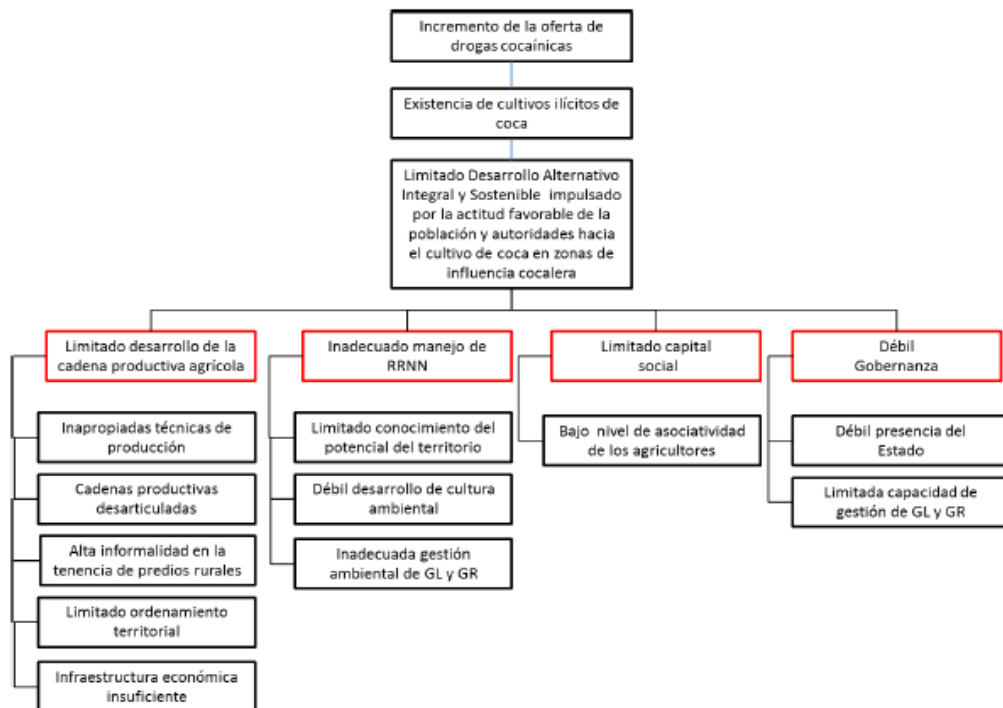 Incremento de la oferta de
drogas cocaínicas
Existencia de cultivos ilícitos de
coca
Limitado Desarrollo Alternativo
Integral y Sostenible impulsado
por la actitud favorable de la
población y autoridades hacia
el cultivo de coca en zonas de
influencia cocalera
Limitado desarrollo de la
cadena productiva agrícola
Inapropiadas técnicas de
producción
Cadenas productivas
desarticuladas
Alta informalidad en la
tenencia de predios rurales
Limitado ordenamiento
territorial
Infraestructura económica
insuficiente
Inadecuado manejo de
RRNN
Limitado conocimiento del
potencial del territorio
Débil desarrollo de cultura
ambiental
Inadecuada gestión
ambiental de GL y GR
Limitado capital
social
Bajo nivel de asociatividad
de los agricultores
Débil
Gobernanza
Débil presencia del
Estado
Limitada capacidad de
gestión de GL y GR